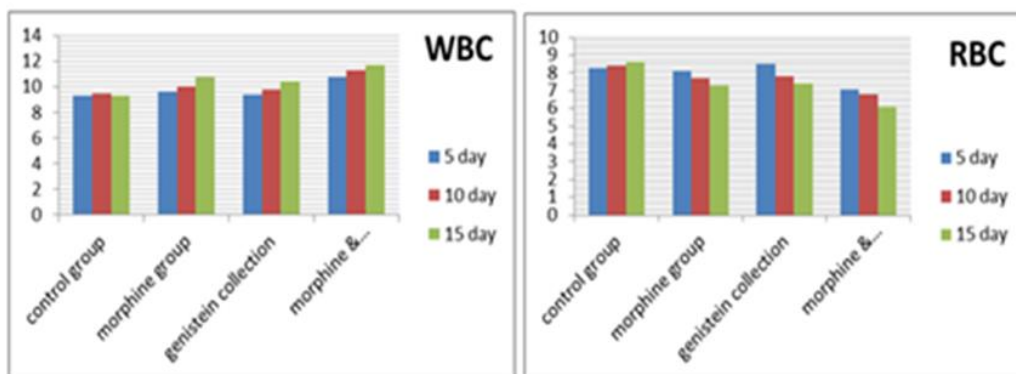 WBC
14
12
10
8
6
4
2
0
control group
morphine group
genistein collection
morphine &...
5 day
10 day
15 day
RBC
10
9
8
7
6
5
4
3
2
1
0
control group
morphine group
genistein collection
morphine &...
5 day
10 day
15 day